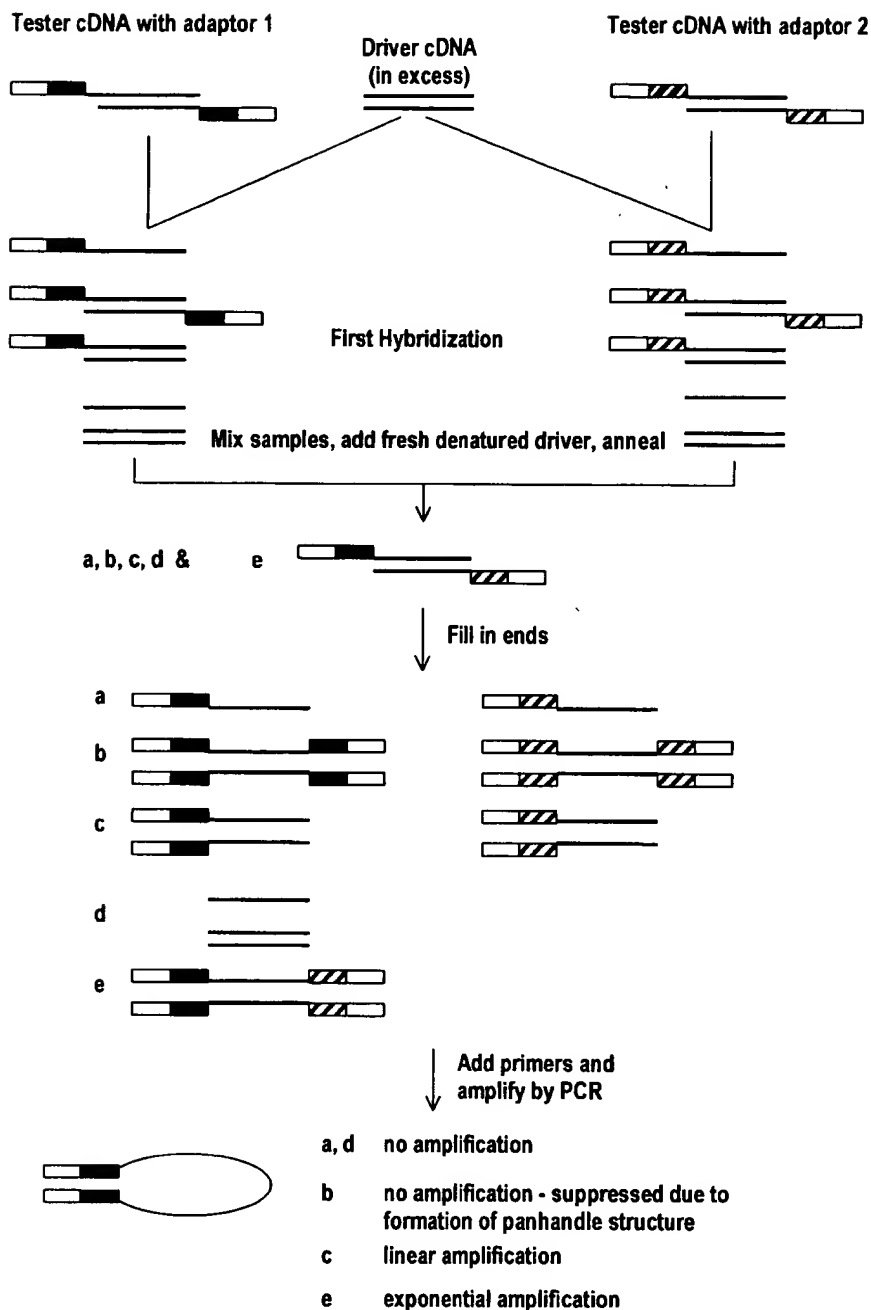 Tester cDNA with adaptor 1
Driver cDNA
(in excess)
Tester cDNA with adaptor 2
First Hybridization
Mix samples, add fresh denatured driver, anneal
a, b, c, d & e
Fill in ends
a
b
c
d
e
Add primers and
amplify by PCR
a, d no amplification
b no amplification - suppressed due to
formation of panhandle structure
c linear amplification
e exponential amplification